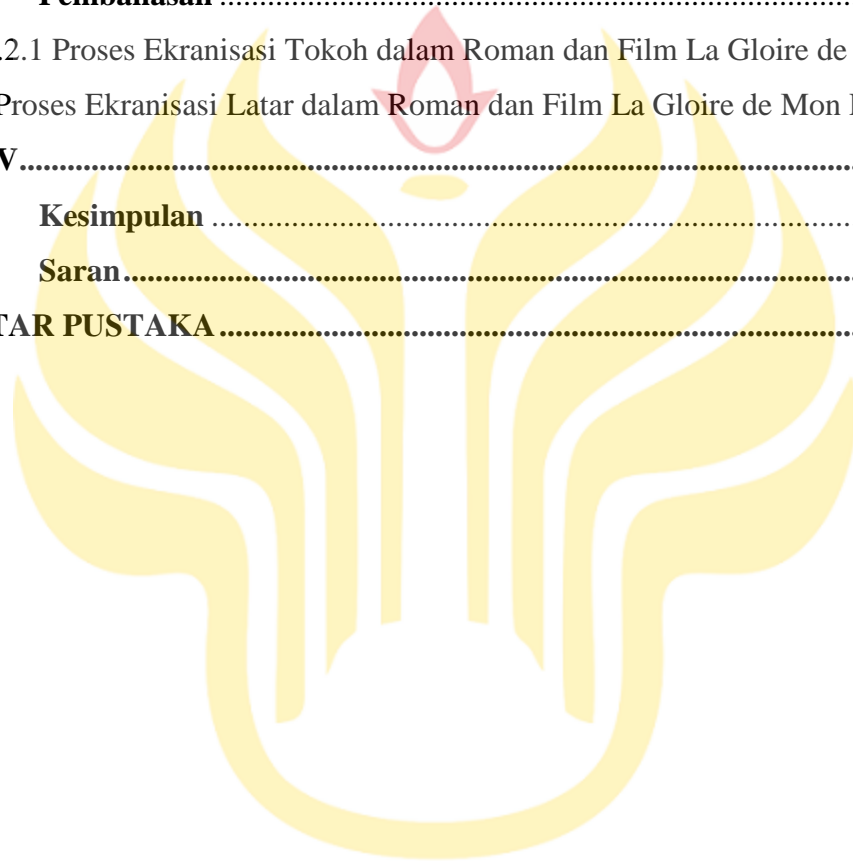 Pembahasan ....................................................................................
.2.1 Proses Ekranisasi Tokoh dalam Roman dan Film La Gloire de
Proses Ekranisasi Latar dalam Roman dan Film La Gloire de Mon
V....................................................................................
Kesimpulan ....................................................................................
Saran....................................................................................
TAR PUSTAKA....................................................................................